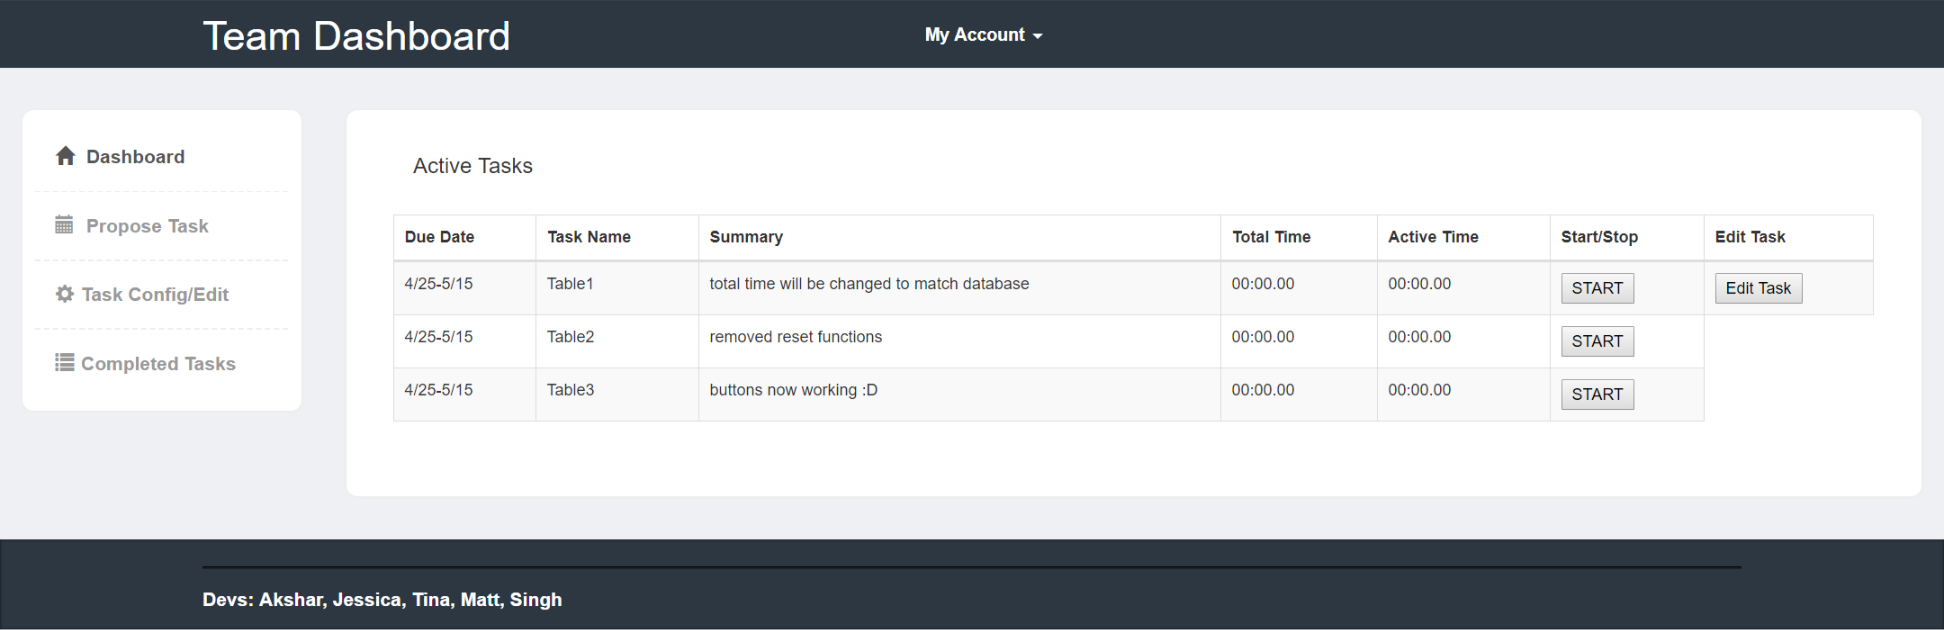 Team Dashboard
My Account
Dashboard
Propose Task
Task Config/Edit
Completed Tasks
Active Tasks
Due Date Task Name Summary Total Time Active Time Start/Stop Edit Task
4/25-5/15 Table1 total time will be changed to match database 00:00.00 00:00.00 START Edit Task
4/25-5/15 Table2 removed reset functions 00:00.00 00:00.00 START
4/25-5/15 Table3 buttons now working :D 00:00.00 00:00.00 START
Devs: Akshar, Jessica, Tina, Matt, Singh